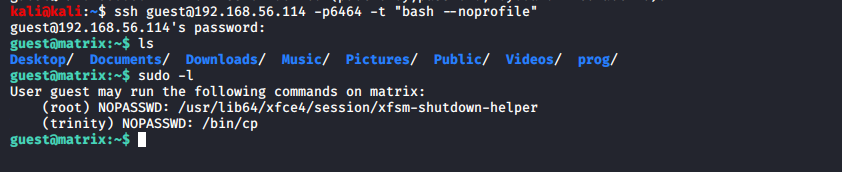 kali@kali:~$ ssh guest@192.168.56.114 -p6464 -t "bash --noprofile"
guest@192.168.56.114's password:
guest@matrix:~$ ls
Desktop/  Documents/  Downloads/  Music/  Pictures/  Public/  Videos/  prog/
guest@matrix:~$ sudo -l
User guest may run the following commands on matrix:
    (root) NOPASSWD: /usr/lib64/xfce4/session/xfsm-shutdown-helper
    (trinity) NOPASSWD: /bin/cp
guest@matrix:~$